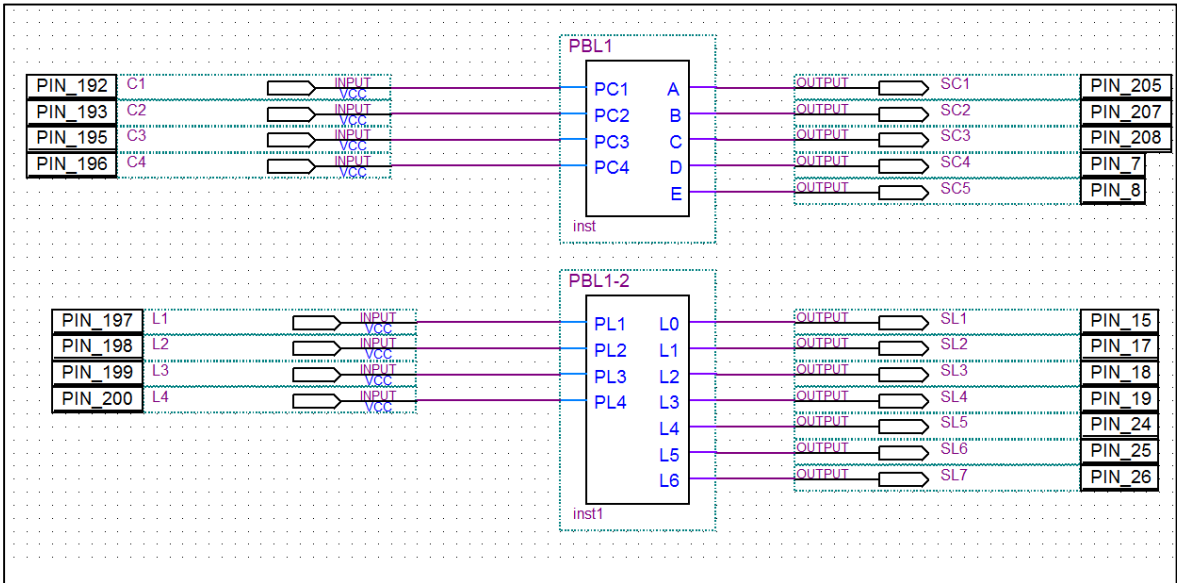 PBL1
PIN_192 C1 INPUT VCC PC1 A OUTPUT SC1 PIN_205
PIN_193 C2 INPUT VCC PC2 B OUTPUT SC2 PIN_207
PIN_195 C3 INPUT VCC PC3 C OUTPUT SC3 PIN_208
PIN_196 C4 INPUT VCC PC4 D OUTPUT SC4 PIN_7
E OUTPUT SC5 PIN_8
inst
PBL1-2
PIN_197 L1 INPUT VCC PL1 L0 OUTPUT SL1 PIN_15
PIN_198 L2 INPUT VCC PL2 L1 OUTPUT SL2 PIN_17
PIN_199 L3 INPUT VCC PL3 L2 OUTPUT SL3 PIN_18
PIN_200 L4 INPUT VCC PL4 L3 OUTPUT SL4 PIN_19
L4 OUTPUT SL5 PIN_24
L5 OUTPUT SL6 PIN_25
L6 OUTPUT SL7 PIN_26
inst1